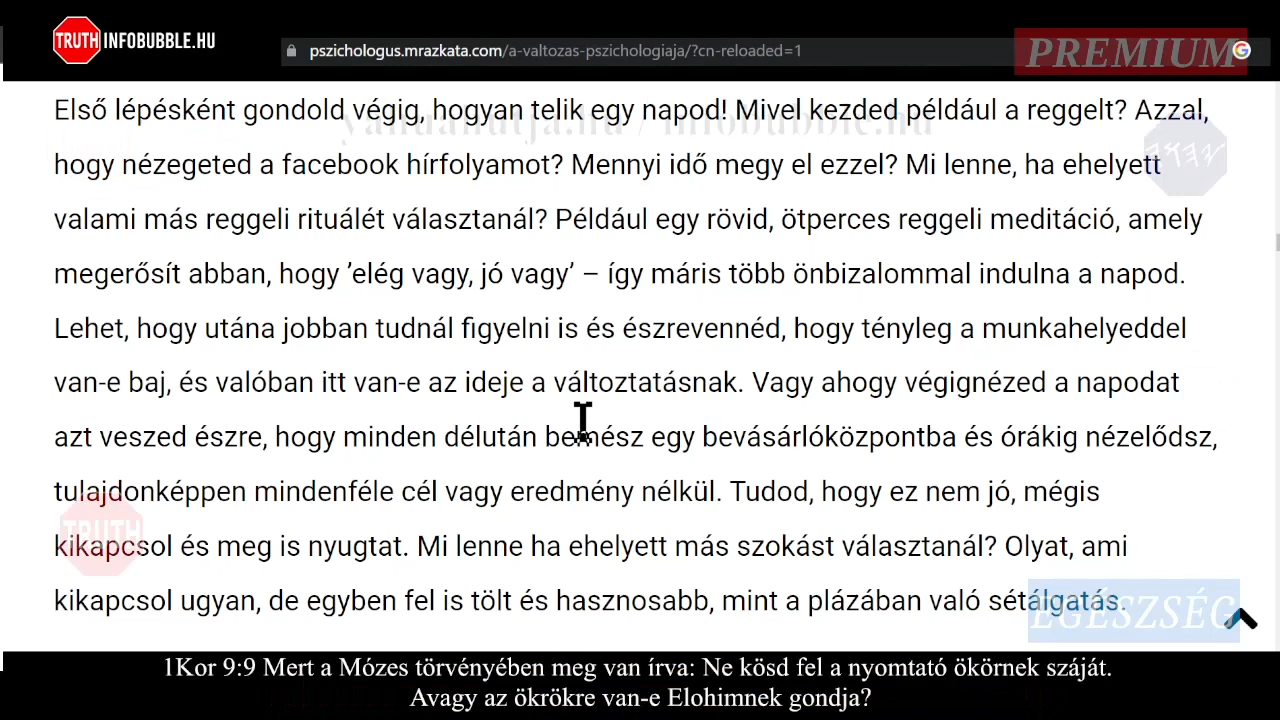 TRUTH INFOBUBBLE.HU
pszichologus.mrazkata.com/a-valtozas-pszichologiaja/?cn-reloaded=1
PREMIUM
Első lépésként gondold végig, hogyan telik egy napod! Mivel kezded például a reggelt? Azzal,
hogy nézegeted a facebook hírfolyamot? Mennyi idő megy el ezzel? Mi lenne, ha ehelyett
valami más reggeli rituálét választanál? Például egy rövid, ötperces reggeli meditáció, amely
megerősít abban, hogy ’elég vagy, jó vagy’ – így máris több önbizalommal indulna a napod.
Lehet, hogy utána jobban tudnál figyelni is és észrevennéd, hogy tényleg a munkahelyeddel
van-e baj, és valóban itt van-e az ideje a változtatásnak. Vagy ahogy végignézed a napodat
azt veszed észre, hogy minden délután bemész egy bevásárlóközpontba és órákig nézelődsz,
tulajdonképpen mindenféle cél vagy eredmény nélkül. Tudod, hogy ez nem jó, mégis
TRUTH
kikapcsol és meg is nyugtat. Mi lenne ha ehelyett más szokást választanál? Olyat, ami
kikapcsol ugyan, de egyben fel is tölt és hasznosabb, mint a plázában való sétálgatás.
EGÉSZSÉG
1Kor 9:9 Mert a Mózes törvényében meg van írva: Ne kösd fel a nyomtató ökörnek száját.
Avagy az ökrökre van-e Elohimnek gondja?